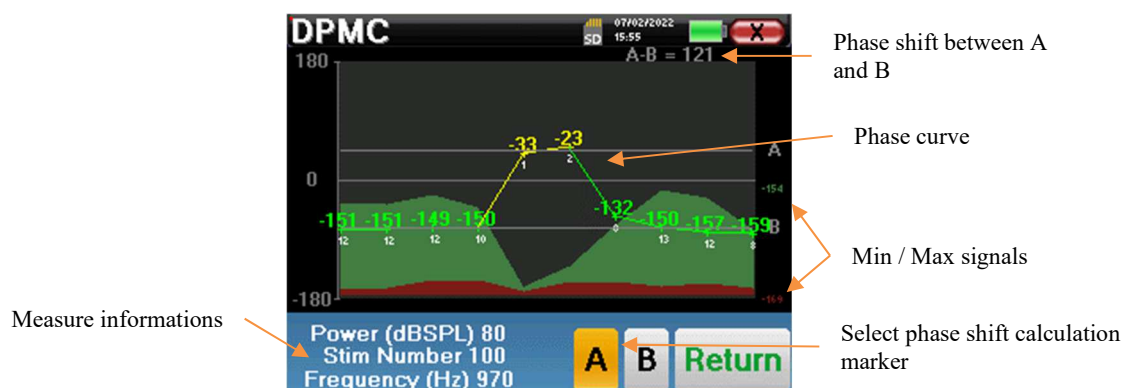 DPMC
SD
07/02/2022
15:55
X
A-B = 121
180
Phase shift between A
and B
-33
-23
1
2
Phase curve
A
0
-154
-151
-151
-149
-150
-132
-150
-157
-159
B
12
12
12
10
0
13
12
8
Min / Max signals
-180
-169
Measure informations
Power (dBSPL) 80
Stim Number 100
Frequency (Hz) 970
A
B
Return
Select phase shift calculation
marker